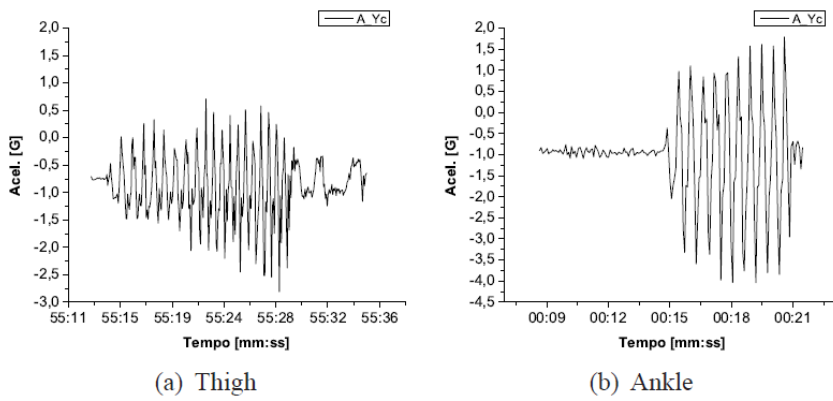 A_Yc
2,0
1,5
1,0
0,5
0,0
-0,5
-1,0
-1,5
-2,0
-2,5
-3,0
Acel. [G]
55:11 55:15 55:19 55:24 55:28 55:32 55:36
Tempo [mm:ss]
(a) Thigh
A_Yc
2,0
1,5
1,0
0,5
0,0
-0,5
-1,0
-1,5
-2,0
-2,5
-3,0
-3,5
-4,0
-4,5
Acel. [G]
00:09 00:12 00:15 00:18 00:21
Tempo [mm:ss]
(b) Ankle